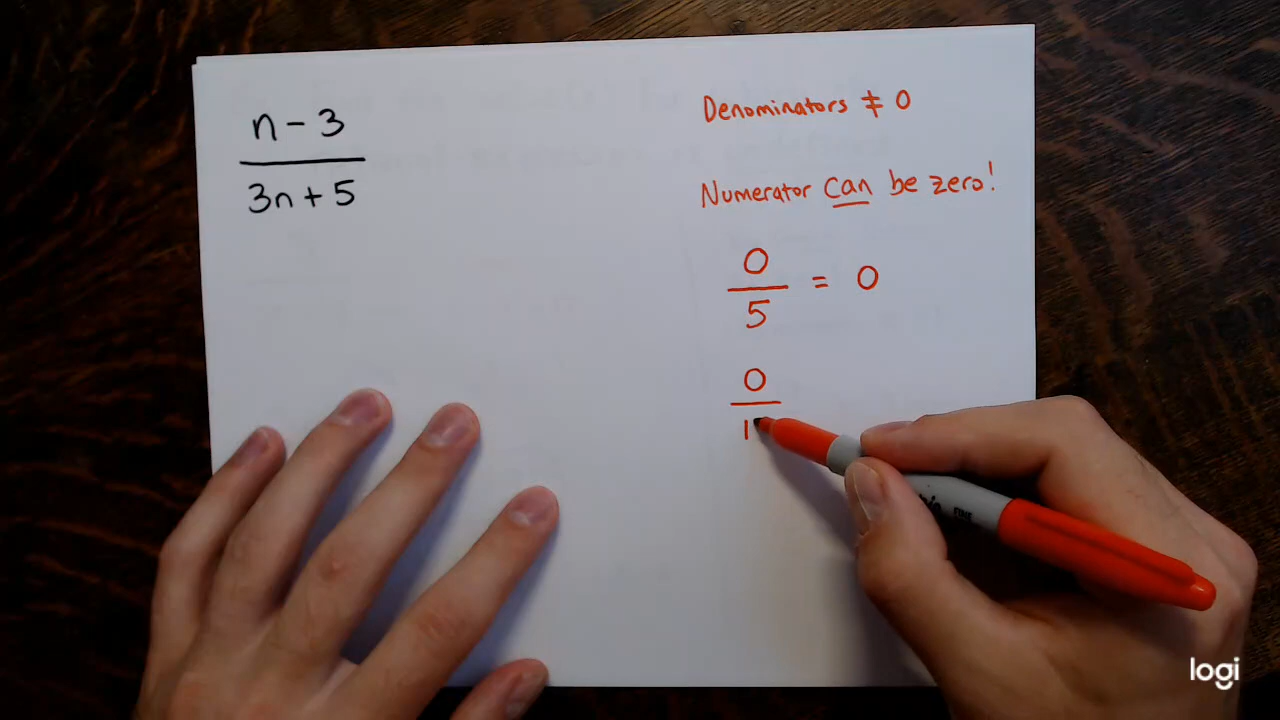 n - 3
3n + 5
Denominators ≠ 0
Numerator can be zero!
0
5
= 0
0
1
logi